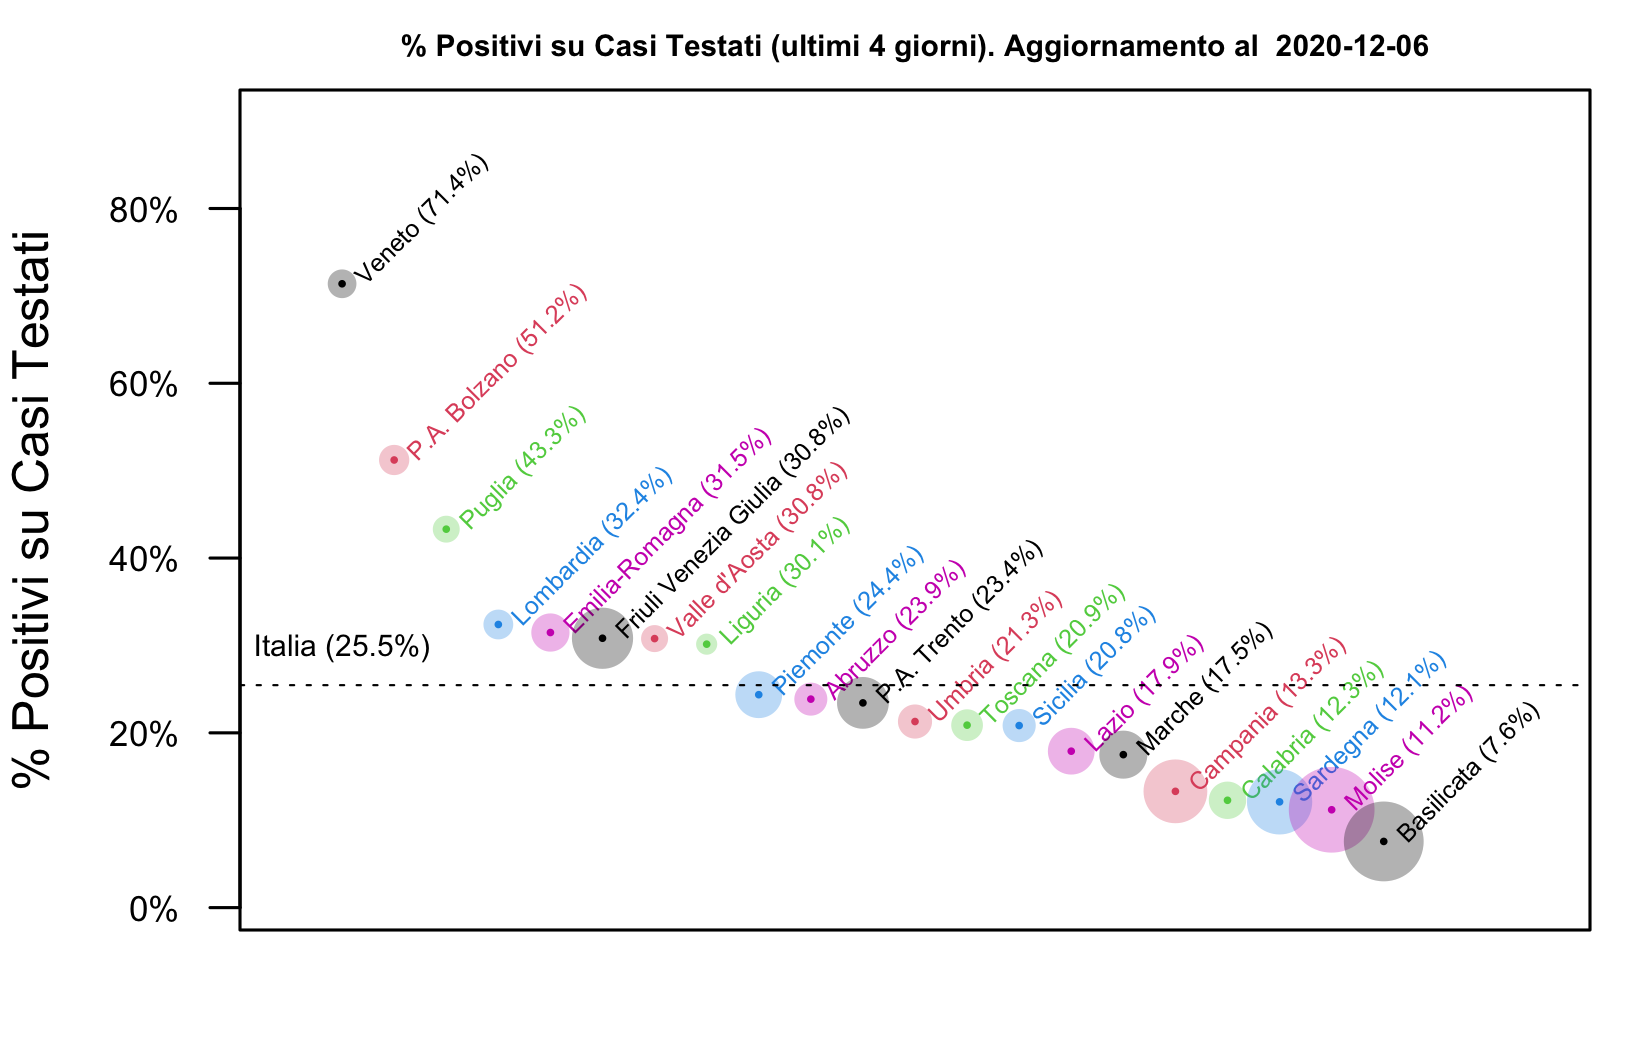 % Positivi su Casi Testati (ultimi 4 giorni). Aggiornamento al  2020-12-06
% Positivi su Casi Testati
80%
60%
40%
20%
0%
Italia (25.5%)
Veneto (71.4%)
P.A. Bolzano (51.2%)
Puglia (43.3%)
Lombardia (32.4%)
Emilia-Romagna (31.5%)
Friuli Venezia Giulia (30.8%)
Valle d'Aosta (30.8%)
Liguria (30.1%)
Piemonte (24.4%)
Abruzzo (23.9%)
P.A. Trento (23.4%)
Umbria (21.3%)
Toscana (20.9%)
Sicilia (20.8%)
Lazio (17.9%)
Marche (17.5%)
Campania (13.3%)
Calabria (12.3%)
Sardegna (12.1%)
Molise (11.2%)
Basilicata (7.6%)